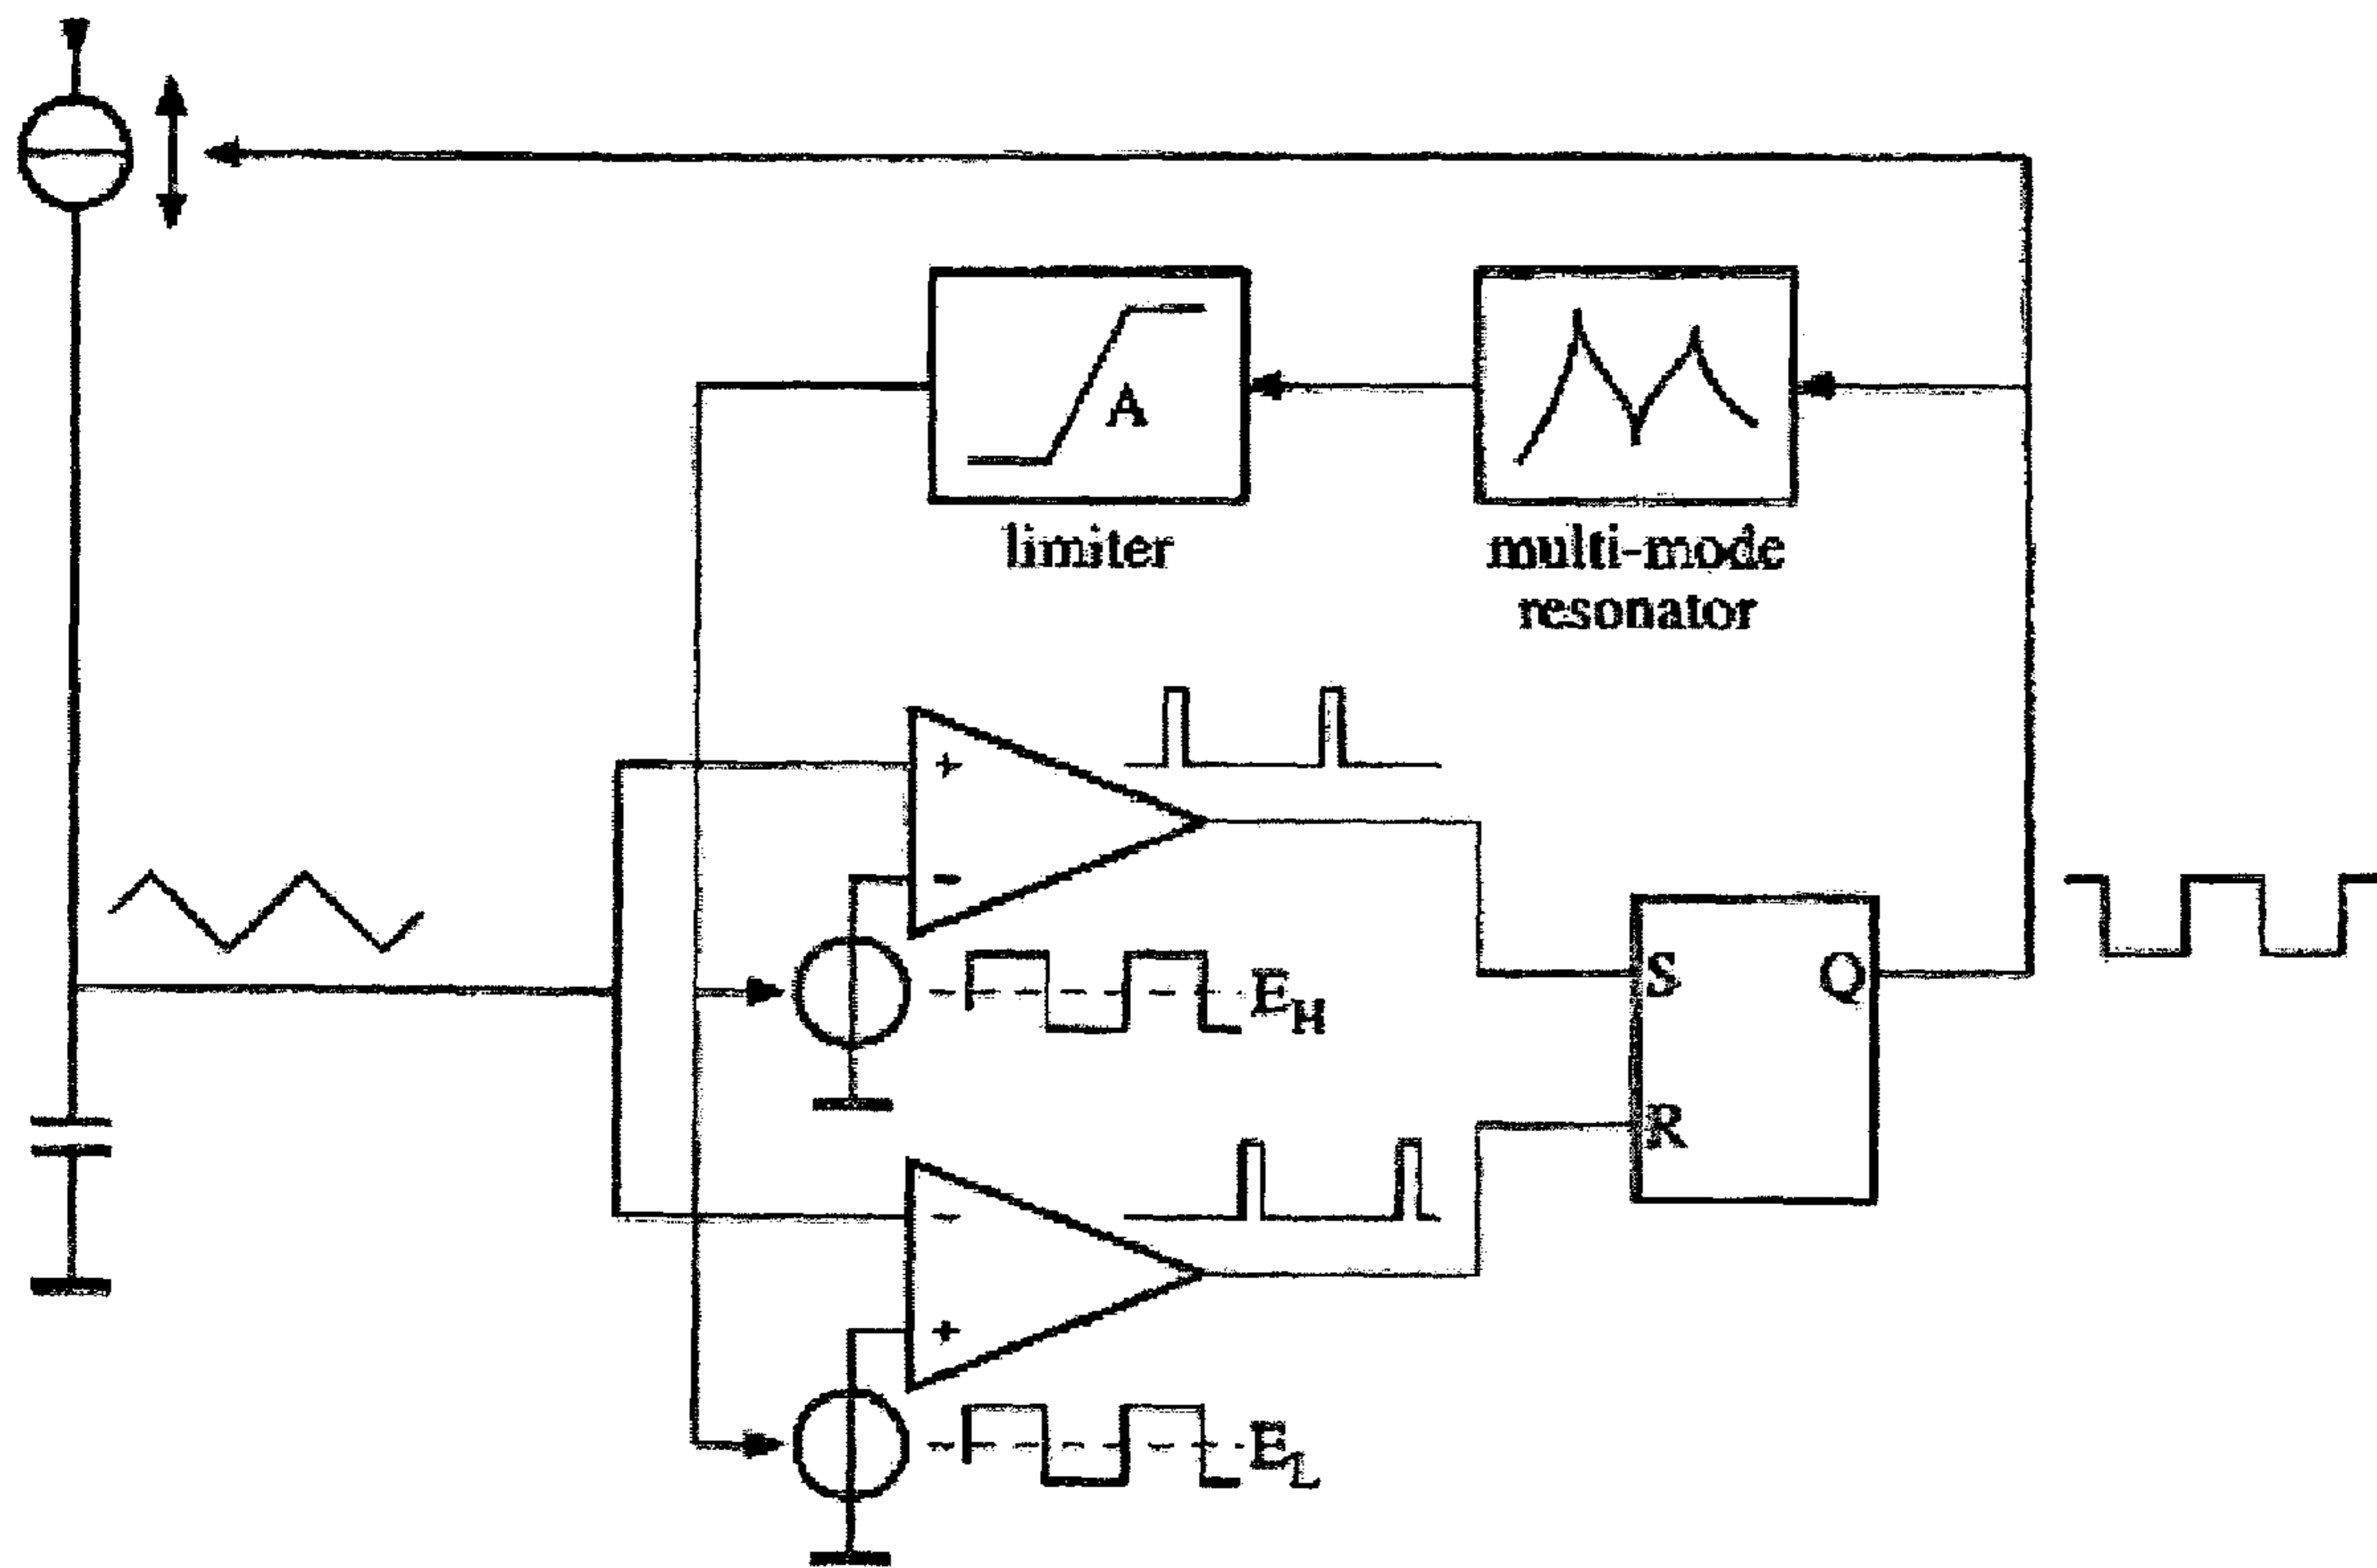 A
limiter
multi-mode
resonator
+
-
E_H
S
Q
R
-
+
E_L